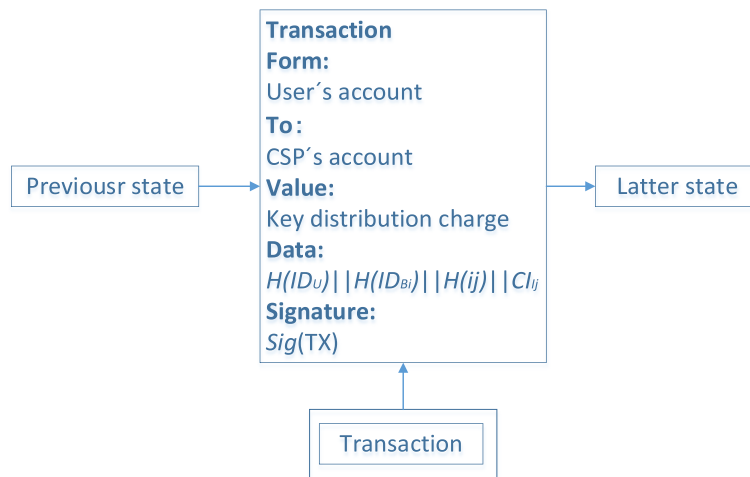 Transaction
Form:
User´s account
To：
CSP´s account
Previousr state
Value:
Latter state
Key distribution charge
Data:
H(IDU)||H(IDBi)||H(ij)||CIIj
Signature:
Sig(TX)
Transaction